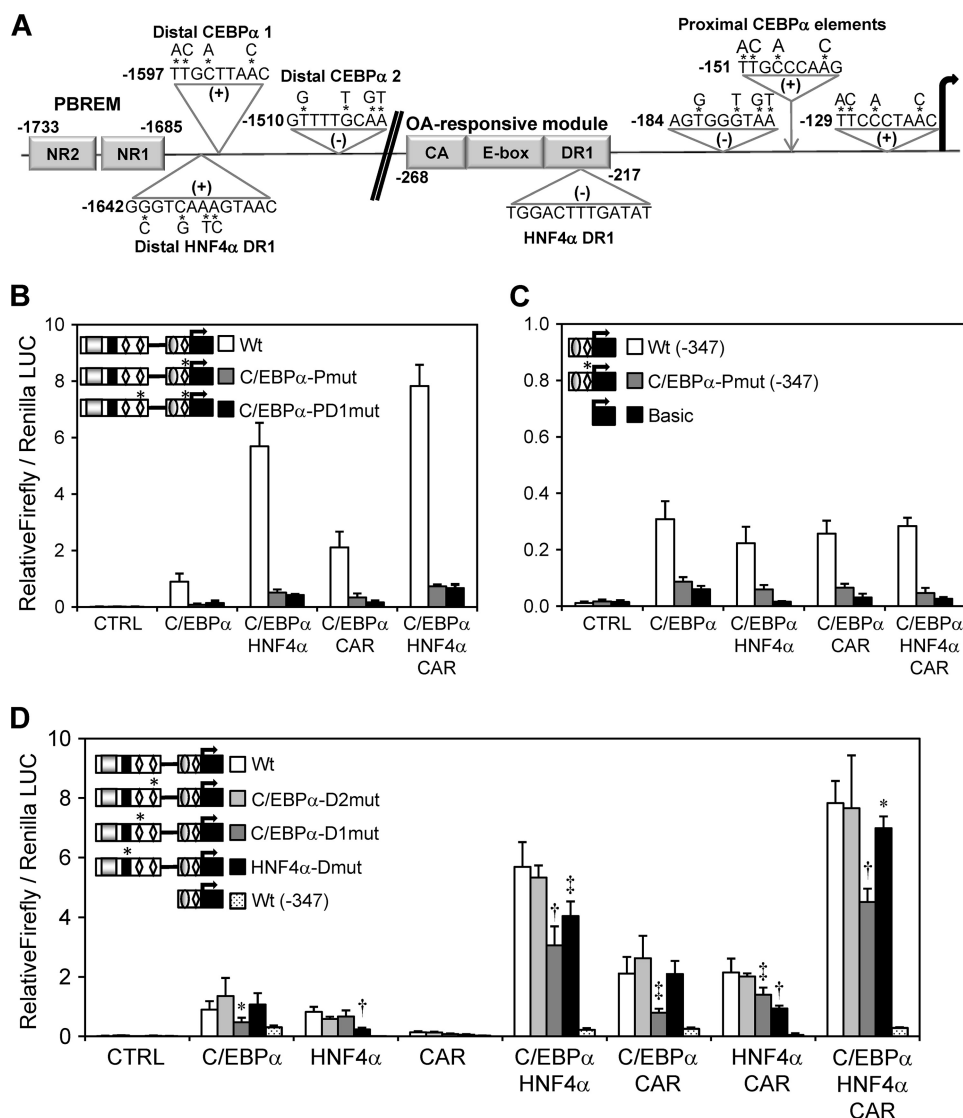 A
Distal CEBPα 1
AC A C
** * *
-1597 TTGCTTAAC
(+)
Distal CEBPα 2
G T GT
* * **
-1510 GTTTTGCAA
(-)
Proximal CEBPα elements
AC A C
** * *
-151 TTGCCCAAG
(+)
G T GT
* * **
-184 AGTGGGTAA
(-)
AC A C
** * *
-129 TTCCCTAAC
(+)
PBREM
-1733 -1685
NR2 NR1
OA-responsive module
CA E-box DR1
-268 -217
(+)
-1642 GGGTCAAAGTAAC
* * **
C G TC
Distal HNF4α DR1
(-)
TGGACTTTGATAT
HNF4α DR1
B
RelativeFirefly / Renilla LUC
10
8
6
4
2
0
Wt
*
C/EBPα-Pmut
* *
C/EBPα-PD1mut
CTRL C/EBPα C/EBPα C/EBPα C/EBPα
HNF4α CAR HNF4α
CAR
C
1.0
0.8
0.6
0.4
0.2
0.0
Wt (-347)
*
C/EBPα-Pmut (-347)
Basic
CTRL C/EBPα C/EBPα C/EBPα C/EBPα
HNF4α CAR HNF4α
CAR
D
RelativeFirefly / Renilla LUC
10
8
6
4
2
0
Wt
*
C/EBPα-D2mut
*
C/EBPα-D1mut
*
HNF4α-Dmut
Wt (-347)
* † † ‡ ‡ ‡ † † *
CTRL C/EBPα HNF4α CAR C/EBPα C/EBPα HNF4α C/EBPα
HNF4α CAR CAR HNF4α
CAR